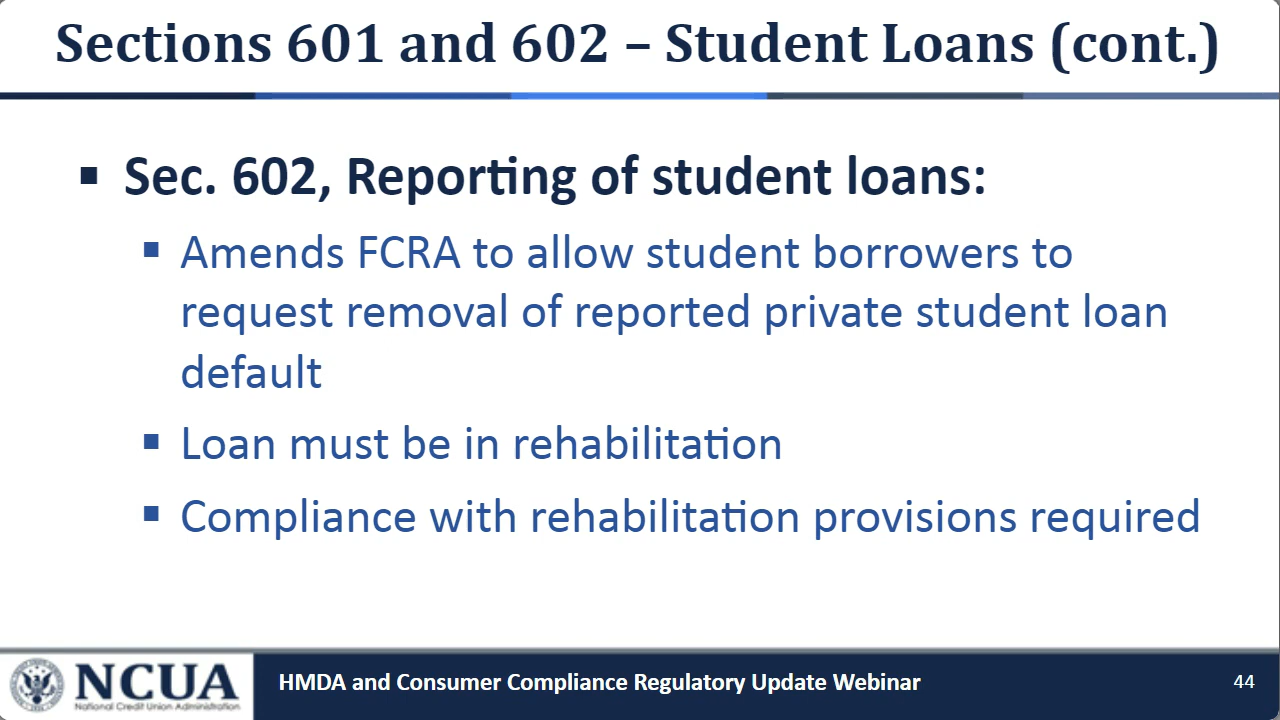 Sections 601 and 602 – Student Loans (cont.)
▪ Sec. 602, Reporting of student loans:
▪ Amends FCRA to allow student borrowers to
request removal of reported private student loan
default
▪ Loan must be in rehabilitation
▪ Compliance with rehabilitation provisions required
NCUA
National Credit Union Administration
HMDA and Consumer Compliance Regulatory Update Webinar
44